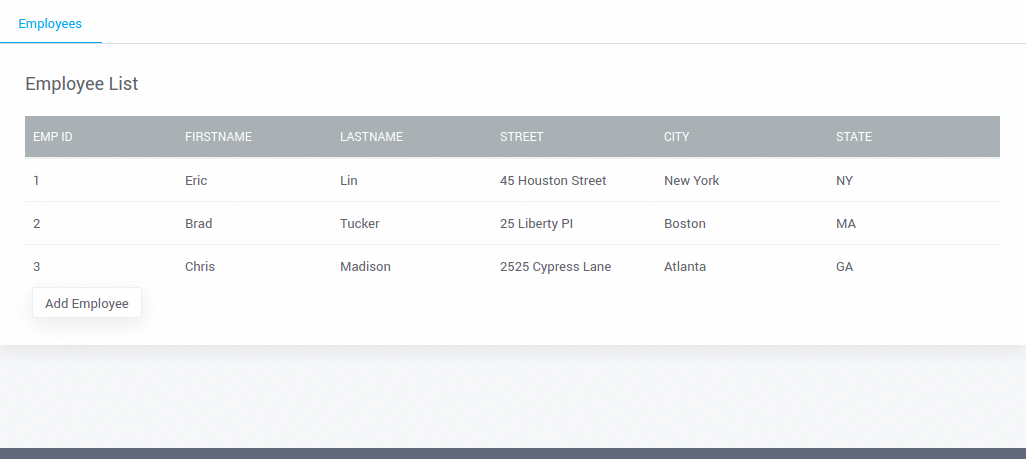 Employees
Employee List
EMP ID FIRSTNAME LASTNAME STREET CITY STATE
1 Eric Lin 45 Houston Street New York NY
2 Brad Tucker 25 Liberty PI Boston MA
3 Chris Madison 2525 Cypress Lane Atlanta GA
Add Employee